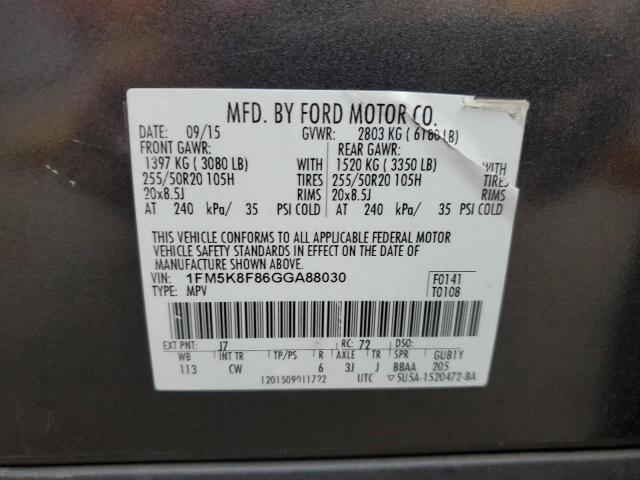 MFD. BY FORD MOTOR CO.
DATE: 09/15 GVWR: 2803 KG ( LB)
FRONT GAWR: REAR GAWR:
1397 KG ( 3080 LB) WITH 1520 KG ( 3350 LB) WITH
255/50R20 105H TIRES 255/50R20 105H TIRES
20x8.5J RIMS 20x8.5J RIMS
AT 240 kPa/ 35 PSI COLD AT 240 kPa/ 35 PSI COLD
THIS VEHICLE CONFORMS TO ALL APPLICABLE FEDERAL MOTOR
VEHICLE SAFETY STANDARDS IN EFFECT ON THE DATE OF
MANUFACTURE SHOWN ABOVE.
VIN: 1FM5K8F86GGA88030 F0141
TYPE: MPV T0108
EXT PNT: J7 RC: 72 DSO:
WB INT TR TP/PS R AXLE TR SPR GUB1Y
113 CW 6 3J J BBAA 205
UTC ▽5U5A-1520472-BA